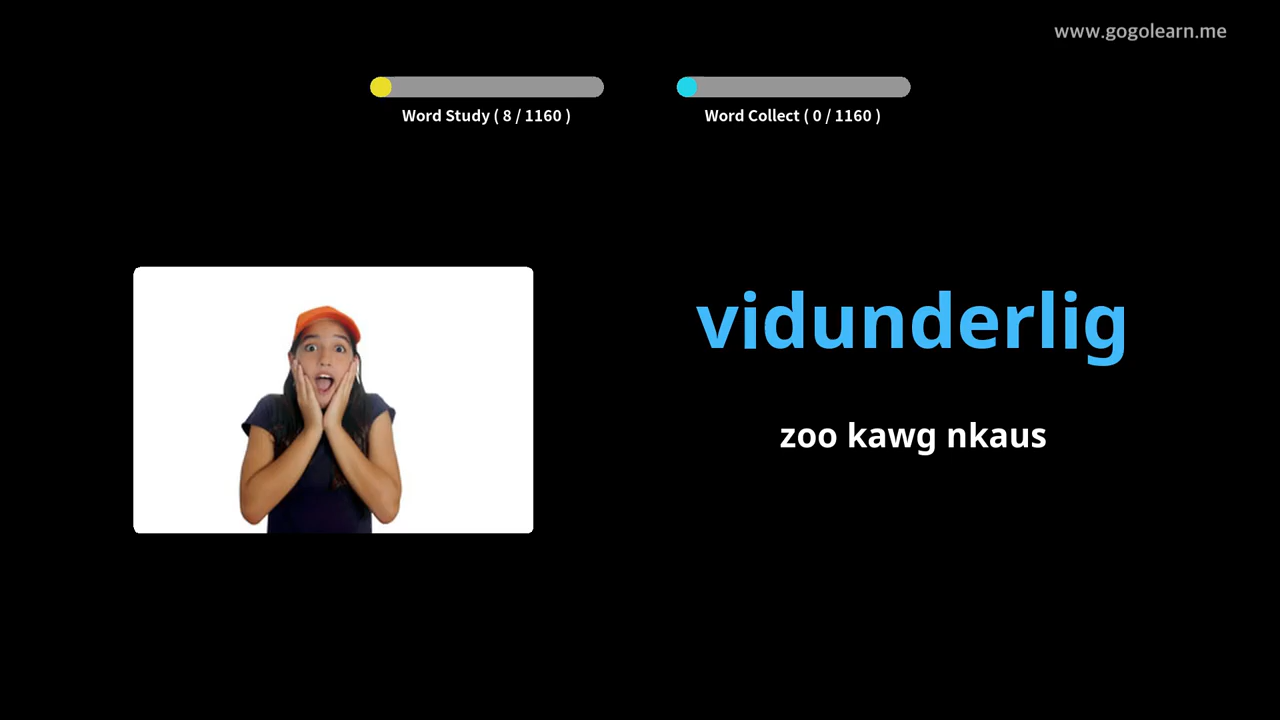 www.gogolearn.me
Word Study ( 8 / 1160 )
Word Collect ( 0 / 1160 )
vidunderlig
zoo kawg nkaus